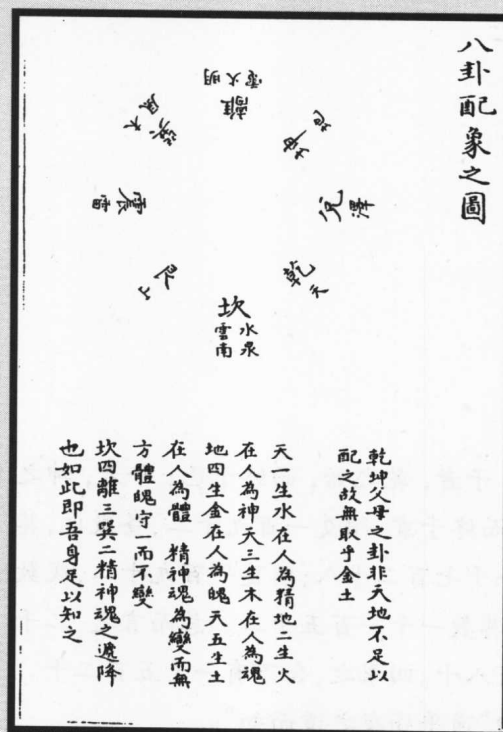 八卦配象之圖
離
明火電
坤 地
兌 澤
乾 天
坎
水泉
雲南
艮 山
震 雷
巽 木
風
乾坤父母之卦非天地不足以
配之故無取乎金土
天一生水在人為精地二生火
在人為神天三生木在人為魂
地四生金在人為魄天五生土
在人為體 精神魂為變而無
方體魄守一而不變
坎四離三巽二精神魂之遞降
也如此即吾身足以知之